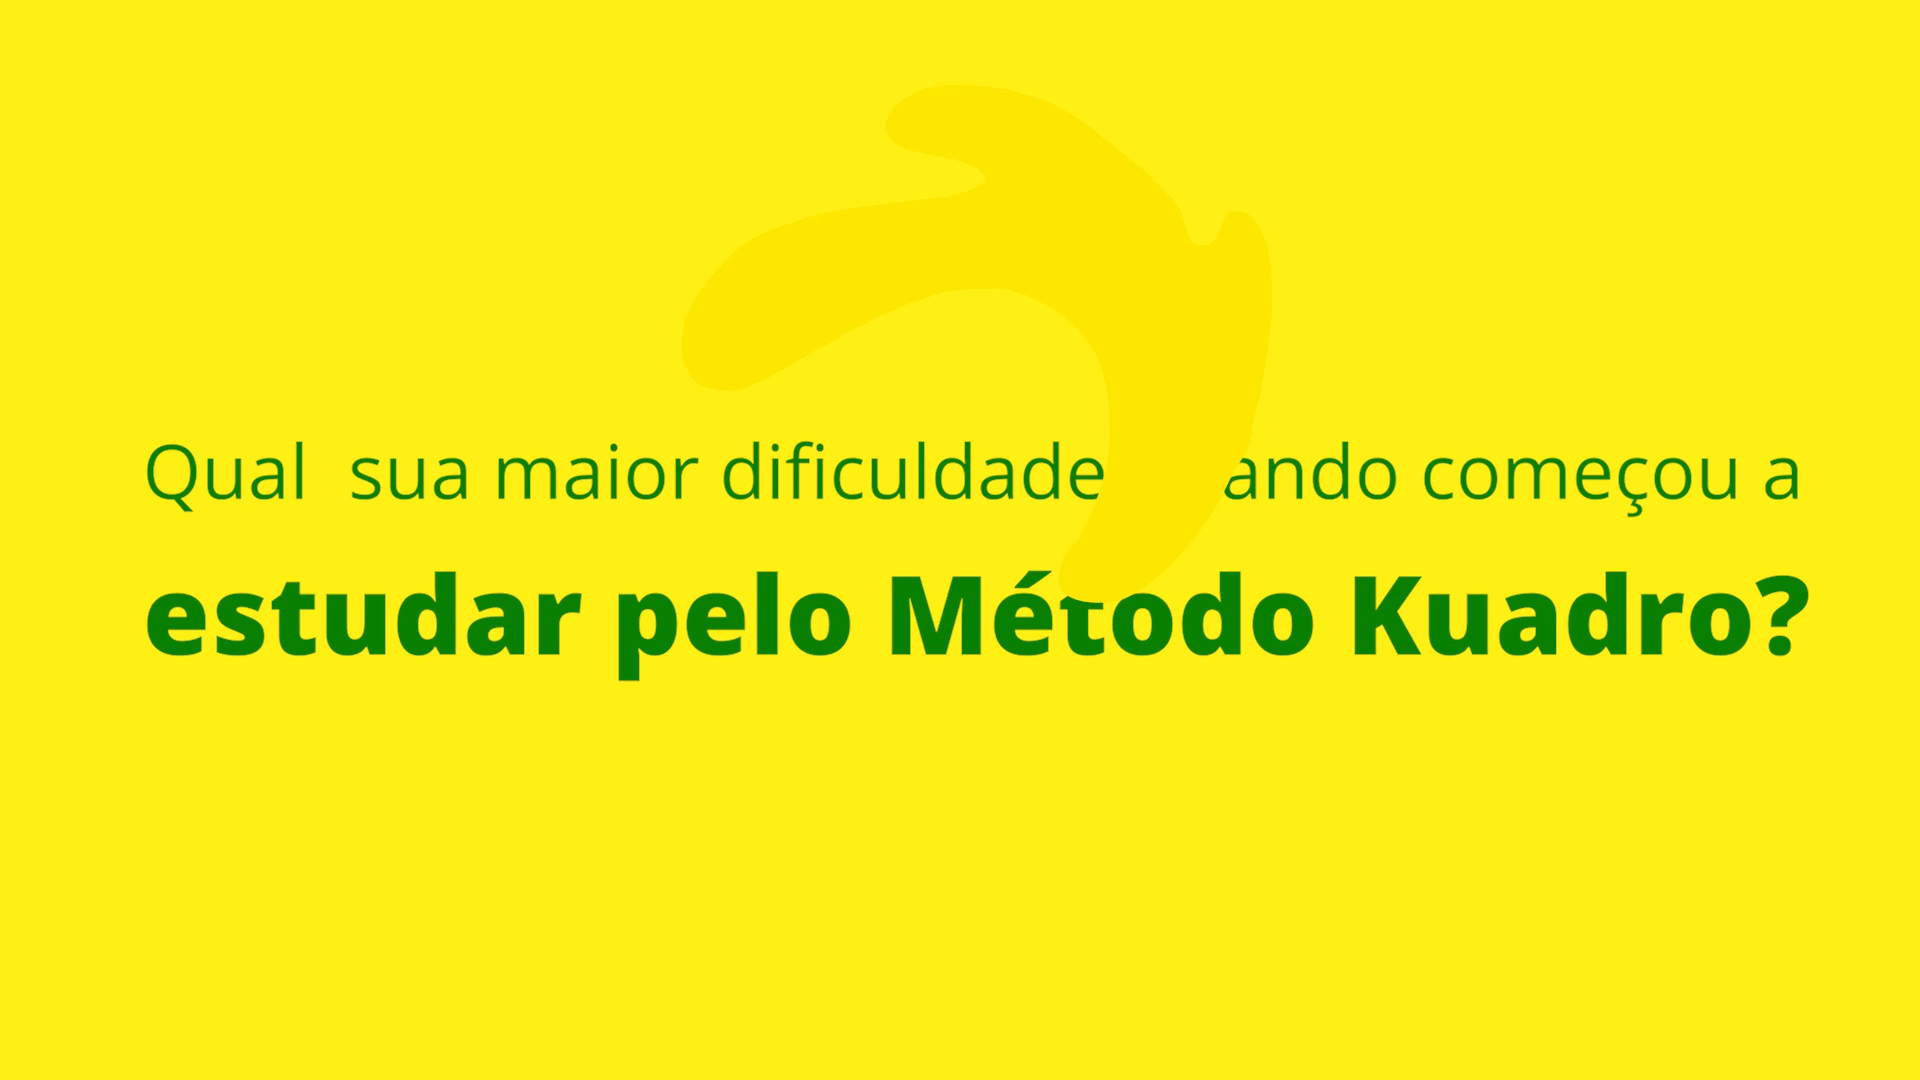 Qual sua maior dificuldade ando começou a
estudar pelo Método Kuadro?